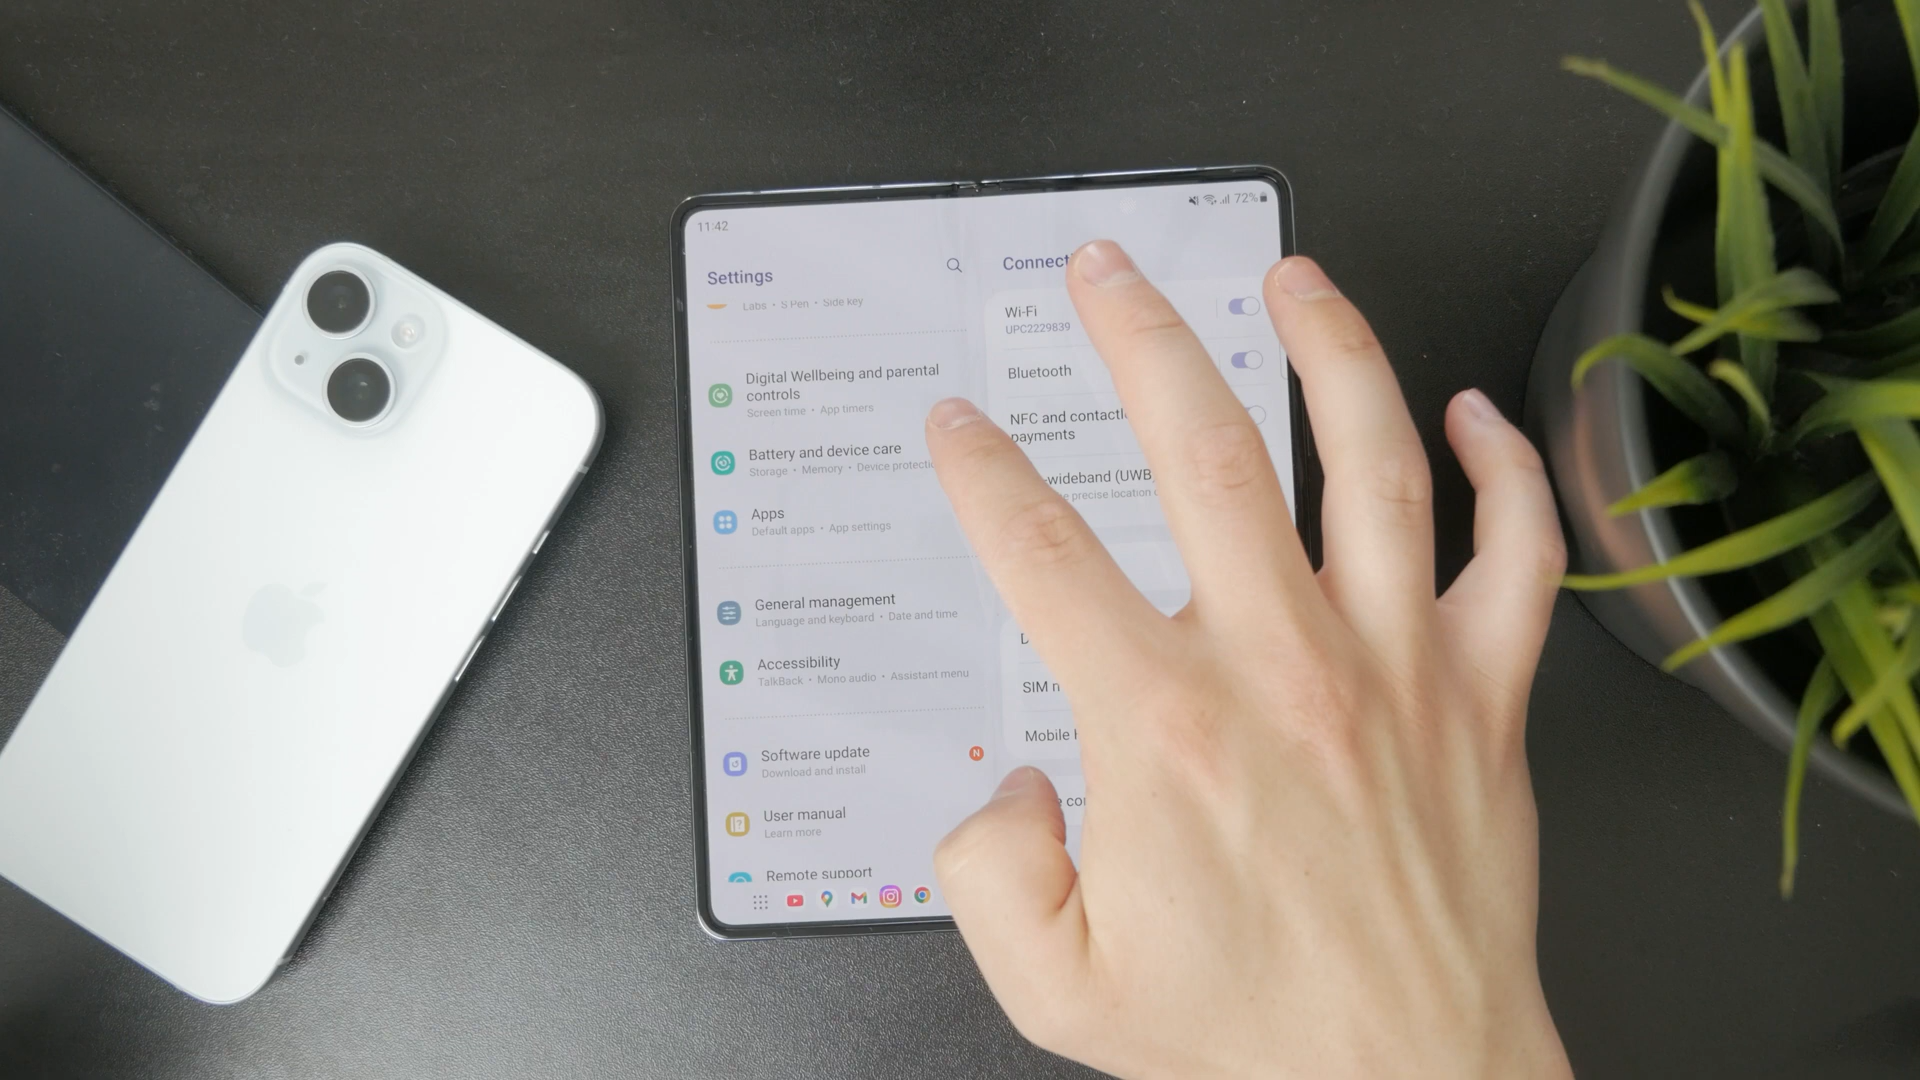 11:42
72%
Settings
Labs • S Pen • Side key
Digital Wellbeing and parental
controls
Screen time • App timers
Battery and device care
Storage • Memory • Device
Apps
Default apps • App settings
General management
Language and keyboard • Date and time
Accessibility
TalkBack • Mono audio • Assistant menu
Software update
N
Download and install
User manual
Learn more
Remote support
Wi-Fi
UPC2229839
Bluetooth
NFC and
payments
-wideband (UWB)
precise location
SIM
Mobile